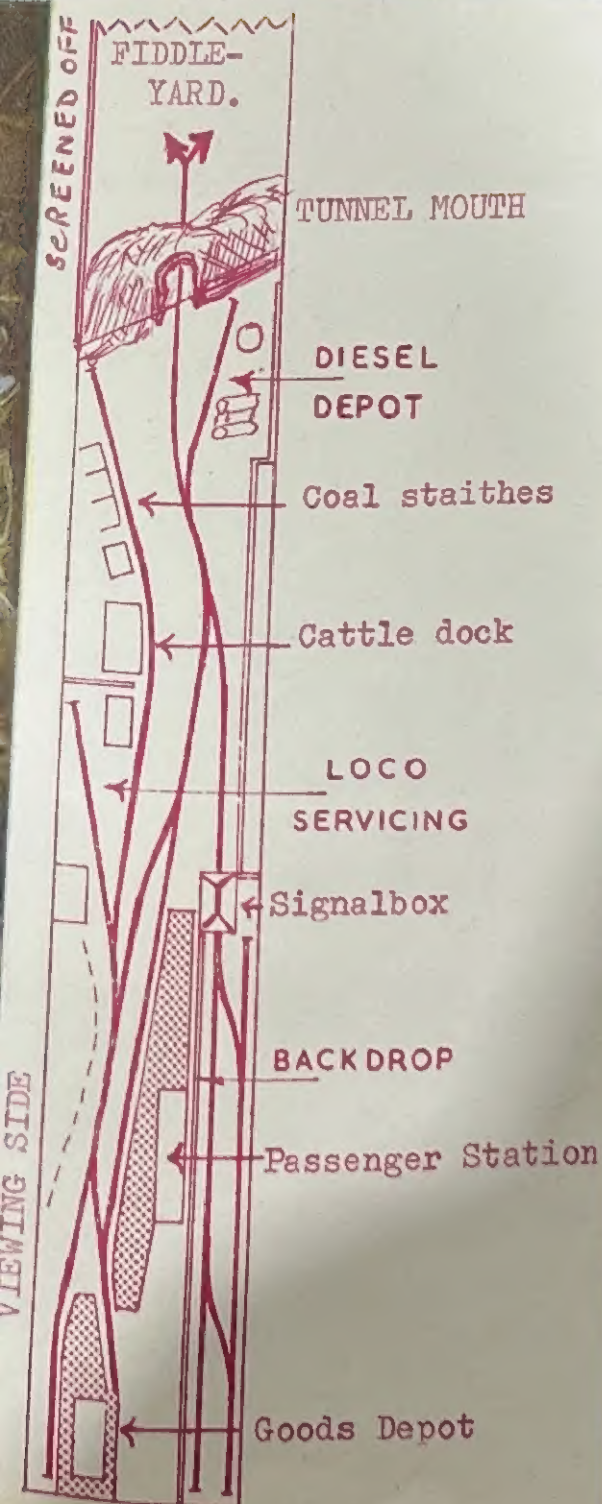 SCREENED OFF
FIDDLE-
YARD.
TUNNEL MOUTH
DIESEL
DEPOT
Coal staithes
Cattle dock
LOCO
SERVICING
Signalbox
BACKDROP
VIEWING SIDE
Passenger Station
Goods Depot